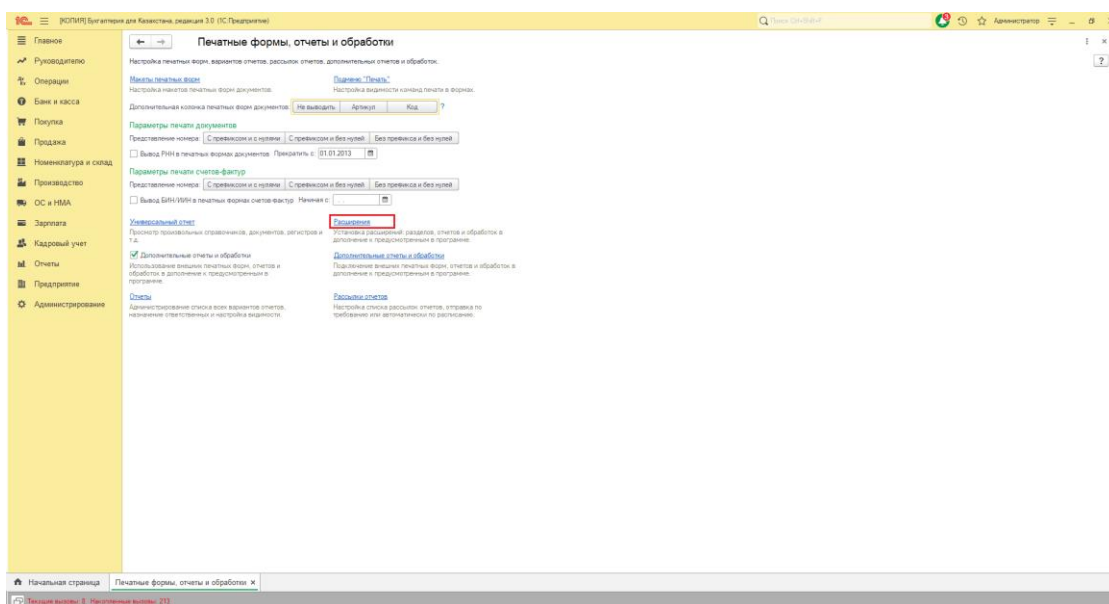 1С [КОПИЯ] Бухгалтерия для Казахстана, редакция 3.0 (1С:Предприятие)
Поиск Ctrl+Shift+F
Администратор
Главное
Руководителю
Операции
Банк и касса
Покупка
Продажа
Номенклатура и склад
Производство
ОС и НМА
Зарплата
Кадровый учет
Отчеты
Предприятие
Администрирование
Печатные формы, отчеты и обработки
?
Настройка печатных форм, вариантов отчетов, рассылок отчетов, дополнительных отчетов и обработок.
Макеты печатных форм
Настройка макетов печатных форм документов.
Подменю "Печать"
Настройка видимости команд печати в формах.
Дополнительная колонка печатных форм документов: Не выводить Артикул Код ?
Параметры печати документов
Представление номера: С префиксом и с нулями С префиксом и без нулей Без префикса и без нулей
Вывод РНН в печатных формах документов Прекратить с: 01.01.2013
Параметры печати счетов-фактур
Представление номера: С префиксом и с нулями С префиксом и без нулей Без префикса и без нулей
Вывод БИН/ИИН в печатных формах счетов-фактур Начиная с: . .
Универсальный отчет
Просмотр произвольных справочников, документов, регистров и
т.д.
Расширения
Установка расширений: разделов, отчетов и обработок в
дополнение к предусмотренным в программе.
Дополнительные отчеты и обработки
Использование внешних печатных форм, отчетов и
обработок в дополнение к предусмотренным в
программе.
Дополнительные отчеты и обработки
Подключение внешних печатных форм, отчетов и обработок в
дополнение к предусмотренным в программе.
Отчеты
Администрирование списка всех вариантов отчетов,
назначение ответственных и настройка видимости.
Рассылки отчетов
Настройка списка рассылок отчетов, отправка по
требованию или автоматически по расписанию.
Начальная страница
Печатные формы, отчеты и обработки ×
Текущие вызовы: 0 Накопленные вызовы: 213